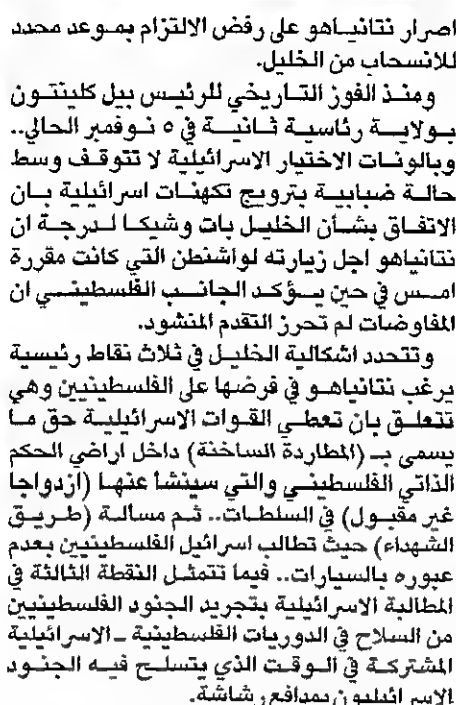 اصرار نتانياهو على رفض الالتزام بموعد محدد
للانسحاب من الخليل.
ومنذ الفوز التاريخي للرئيس بيل كلينتون
بولاية رئاسية ثانية في ٥ نوفمبر الحالي..
وبالونات الاختبار الاسرائيلية لا تتوقف وسط
حالة ضبابية بترويج تكهنات اسرائيلية بان
الاتفاق بشأن الخليل بات وشيكا لدرجة ان
نتانياهو اجل زيارته لواشنطن التي كانت مقررة
امس في حين يؤكد الجانب الفلسطيني ان
المفاوضات لم تحرز التقدم المنشود.
وتتحدد اشكالية الخليل في ثلاث نقاط رئيسية
يرغب نتانياهو في فرضها على الفلسطينيين وهي
تتعلق بان تعطي القوات الاسرائيلية حق ما
يسمى بـ (المطاردة الساخنة) داخل اراضي الحكم
الذاتي الفلسطيني والتي سينشأ عنها (ازدواجا
غير مقبول) في السلطات.. ثم مسألة (طريق
الشهداء) حيث تطالب اسرائيل الفلسطينيين بعدم
عبوره بالسيارات.. فيما تتمثل النقطة الثالثة في
المطالبة الاسرائيلية بتجريد الجنود الفلسطينيين
من السلاح في الدوريات الفلسطينية ـ الاسرائيلية
المشتركة في الوقت الذي يتسلح فيه الجنود
الاسرائيليون بمدافع رشاشة.